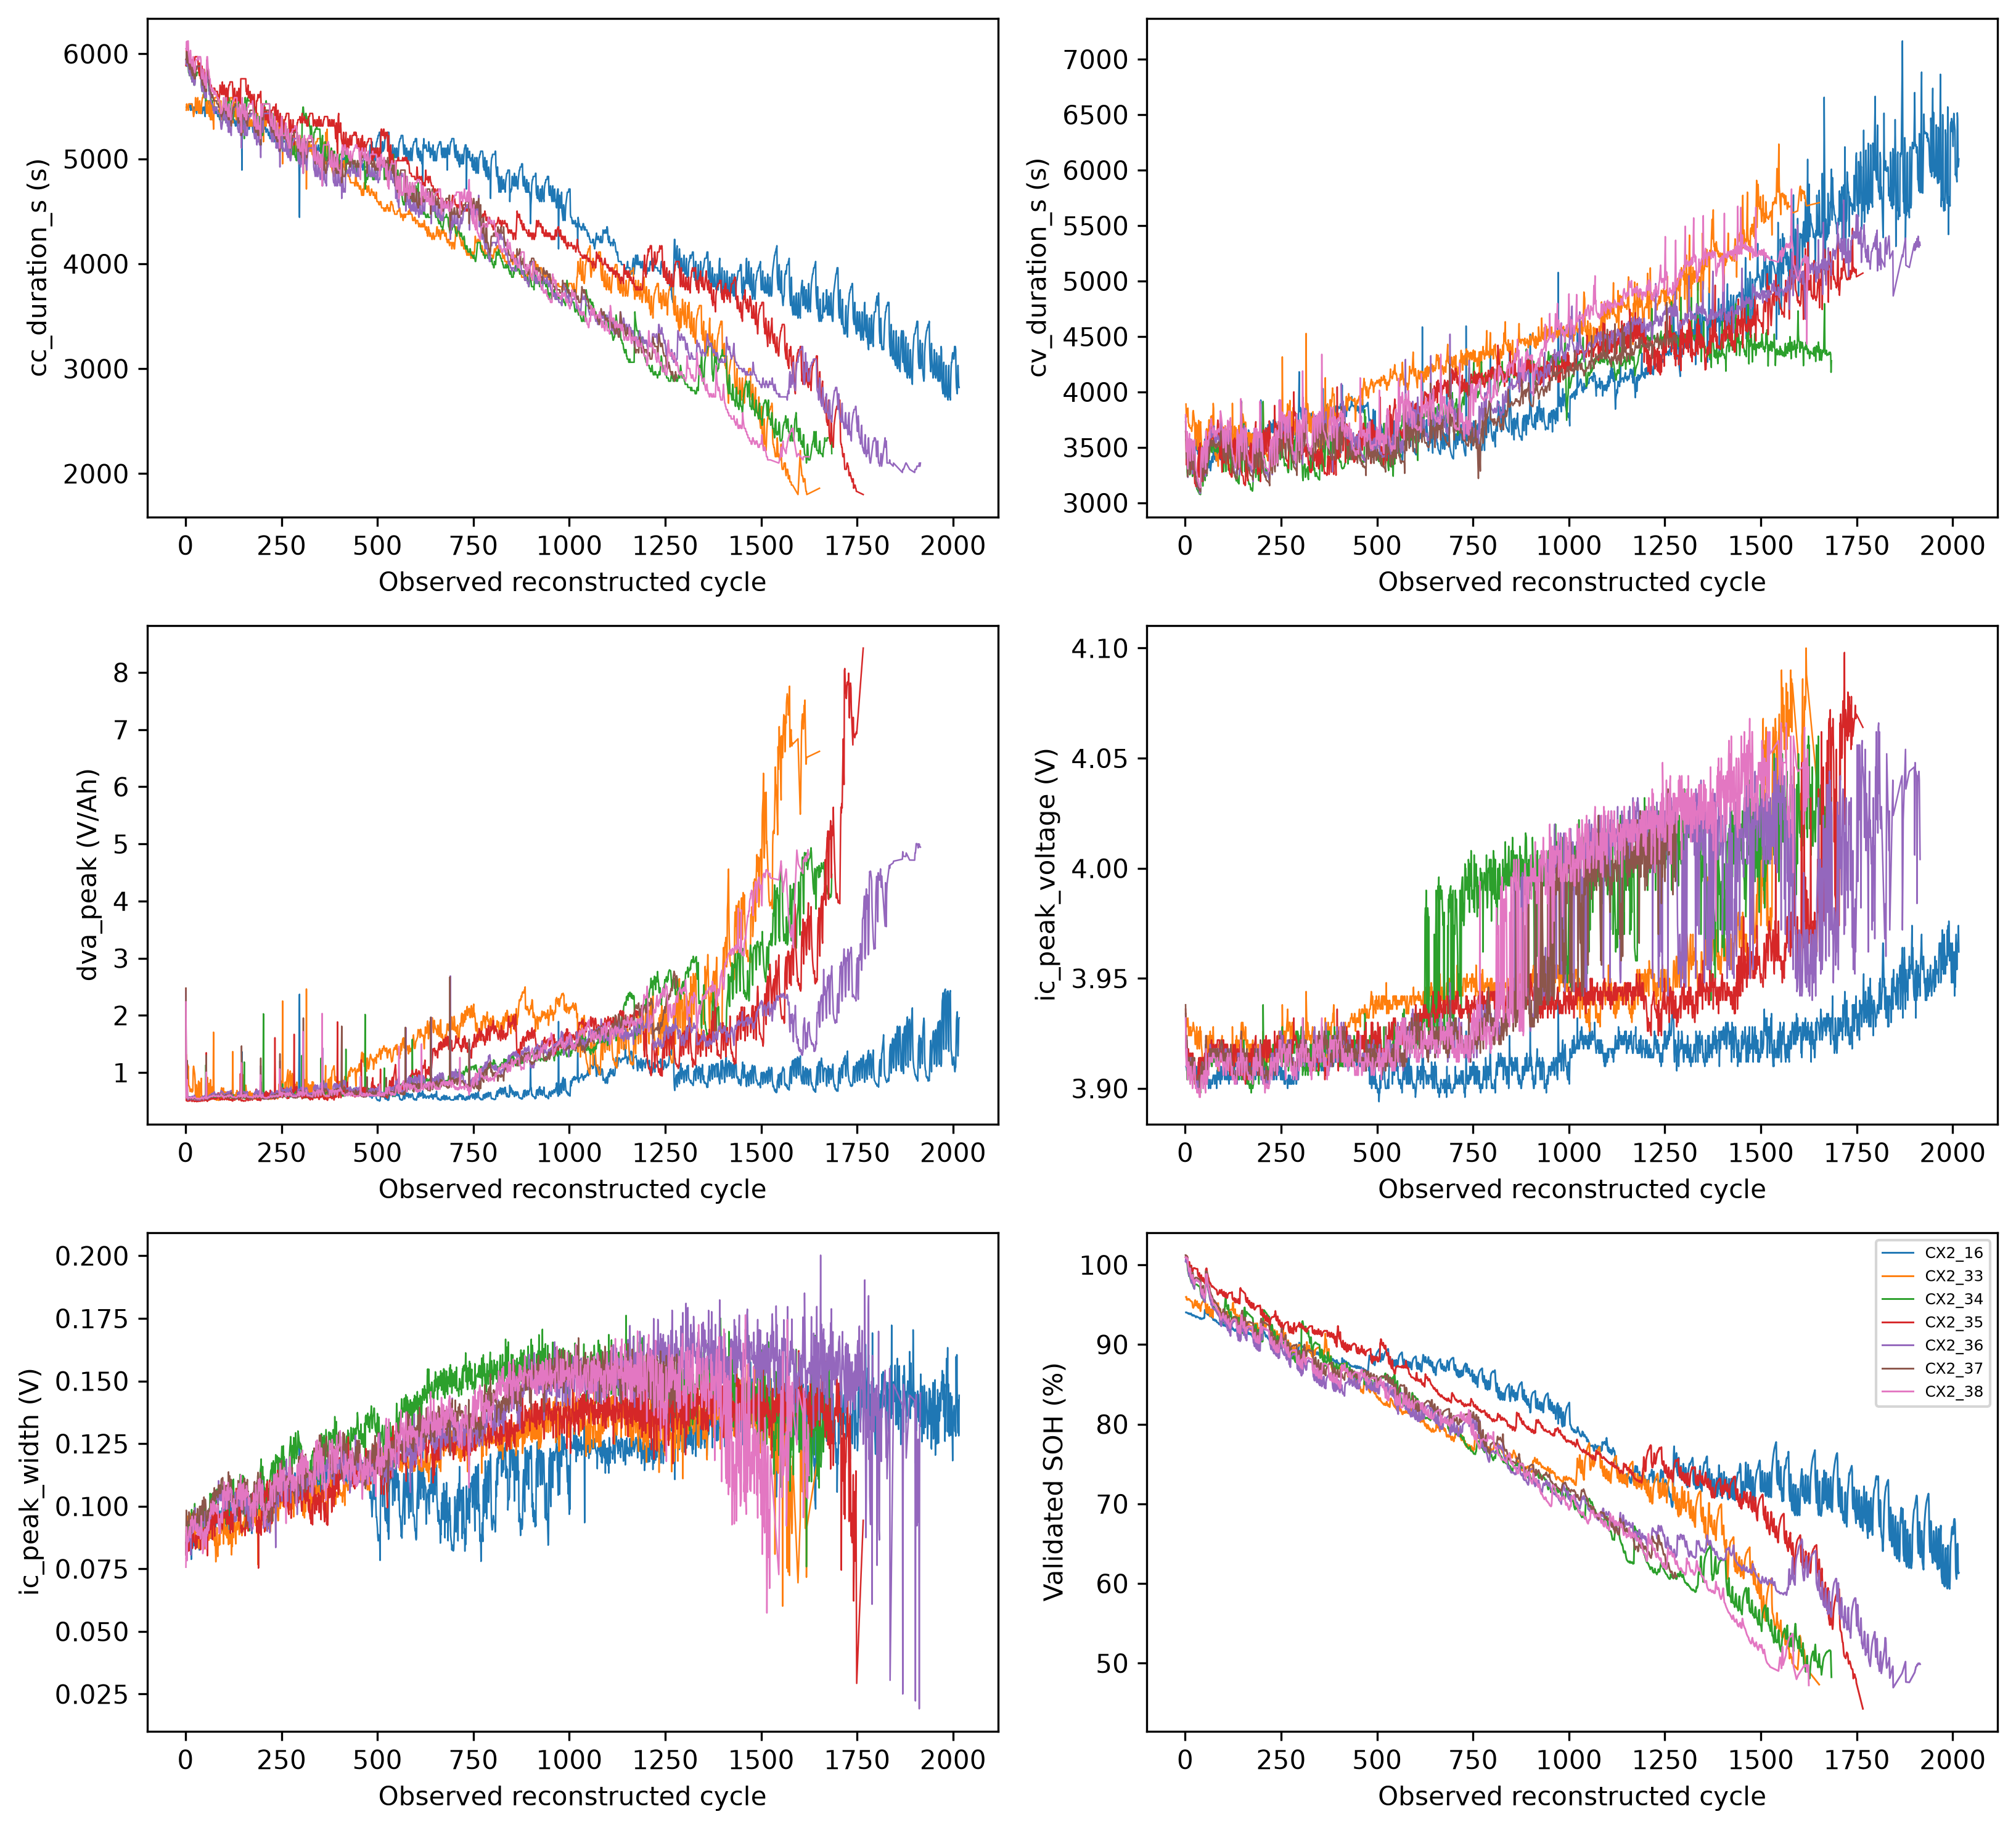 cc_duration_s (s)
6000
5000
4000
3000
2000
0 250 500 750 1000 1250 1500 1750 2000
Observed reconstructed cycle
cv_duration_s (s)
7000
6500
6000
5500
5000
4500
4000
3500
3000
0 250 500 750 1000 1250 1500 1750 2000
Observed reconstructed cycle
dva_peak (V/Ah)
8
7
6
5
4
3
2
1
0 250 500 750 1000 1250 1500 1750 2000
Observed reconstructed cycle
ic_peak_voltage (V)
4.10
4.05
4.00
3.95
3.90
0 250 500 750 1000 1250 1500 1750 2000
Observed reconstructed cycle
ic_peak_width (V)
0.200
0.175
0.150
0.125
0.100
0.075
0.050
0.025
0 250 500 750 1000 1250 1500 1750 2000
Observed reconstructed cycle
Validated SOH (%)
100
90
80
70
60
50
0 250 500 750 1000 1250 1500 1750 2000
Observed reconstructed cycle
CX2_16
CX2_33
CX2_34
CX2_35
CX2_36
CX2_37
CX2_38